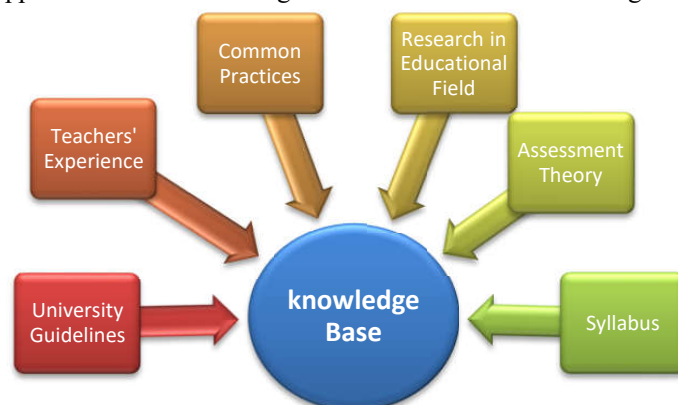 Common
Practices
Research in
Educational
Field
Teachers'
Experience
Assessment
Theory
knowledge
Base
University
Guidelines
Syllabus